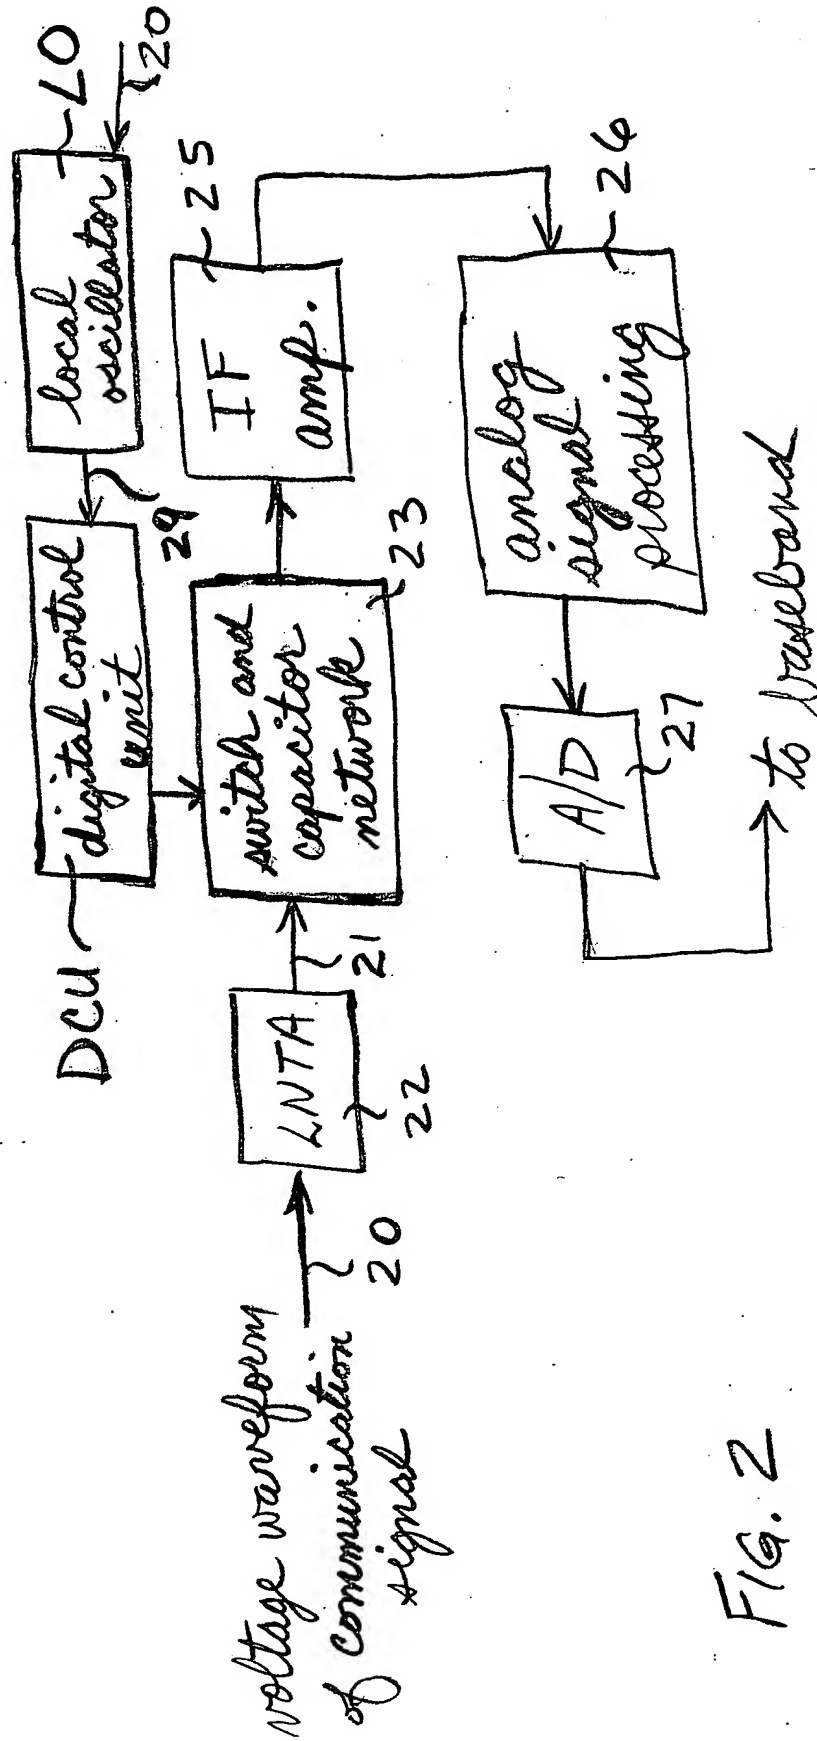 voltage waveform
of communication
signal
20
LNTA
22
21
DCU
digital control
unit
29
local
oscillator
LO
20
switch and
capacitor
network
23
IF
amp.
25
analog
signal
processing
26
A/D
27
to baseband
FIG. 2